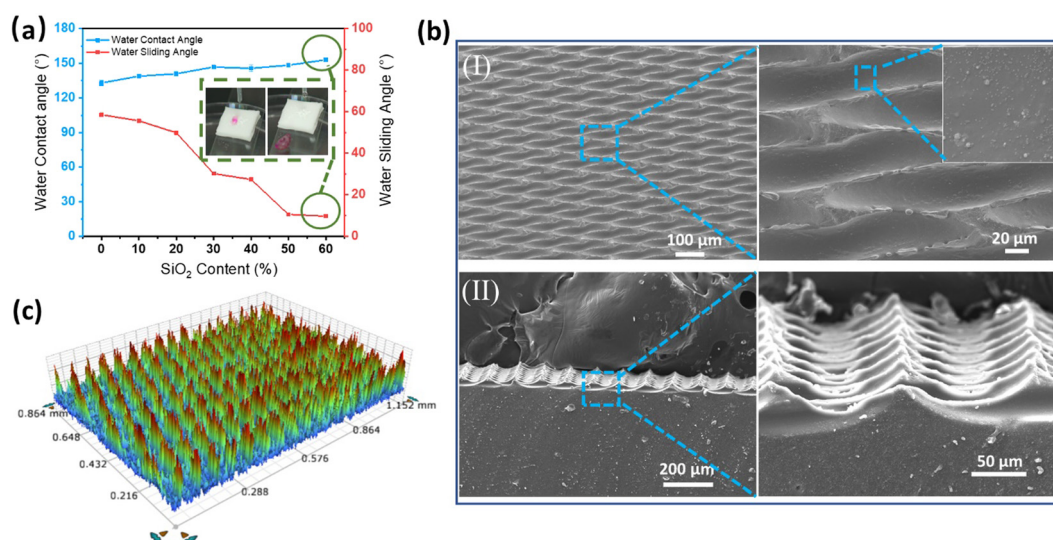 (a)
Water Contact Angle
Water Sliding Angle
Water Contact angle (°)
180
150
120
90
60
30
0
100
80
60
40
20
0
Water Sliding Angle (°)
0 10 20 30 40 50 60
SiO2 Content (%)
(b)
(I)
100 μm
20 μm
(II)
200 μm
50 μm
(c)
0.864 mm
0.648
0.432
0.216
1.152 mm
0.864
0.576
0.288